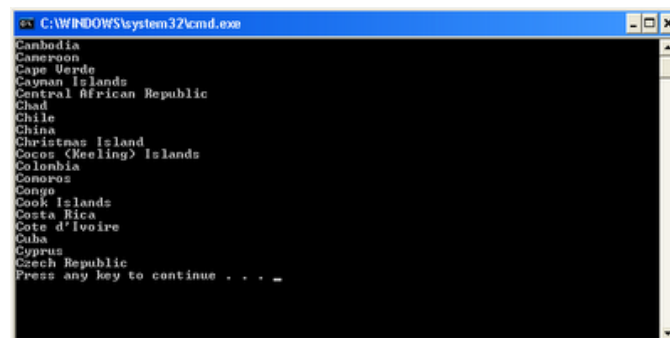 C:\WINDOWS\system32\cmd.exe
Cambodia
Cameroon
Cape Verde
Cayman Islands
Central African Republic
Chad
Chile
China
Christmas Island
Cocos (Keeling) Islands
Colombia
Comoros
Congo
Cook Islands
Costa Rica
Cote d'Ivoire
Cuba
Cyprus
Czech Republic
Press any key to continue . . . _